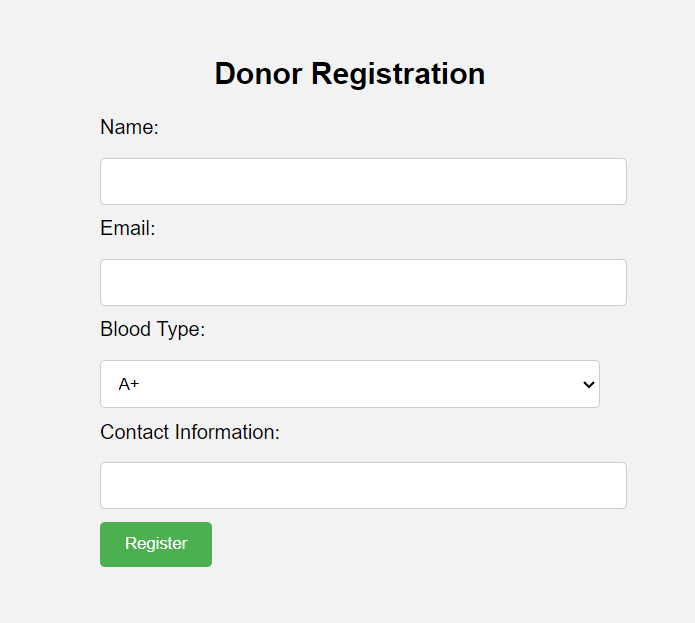 Donor Registration
Name:
Email:
Blood Type:
A+
Contact Information:
Register